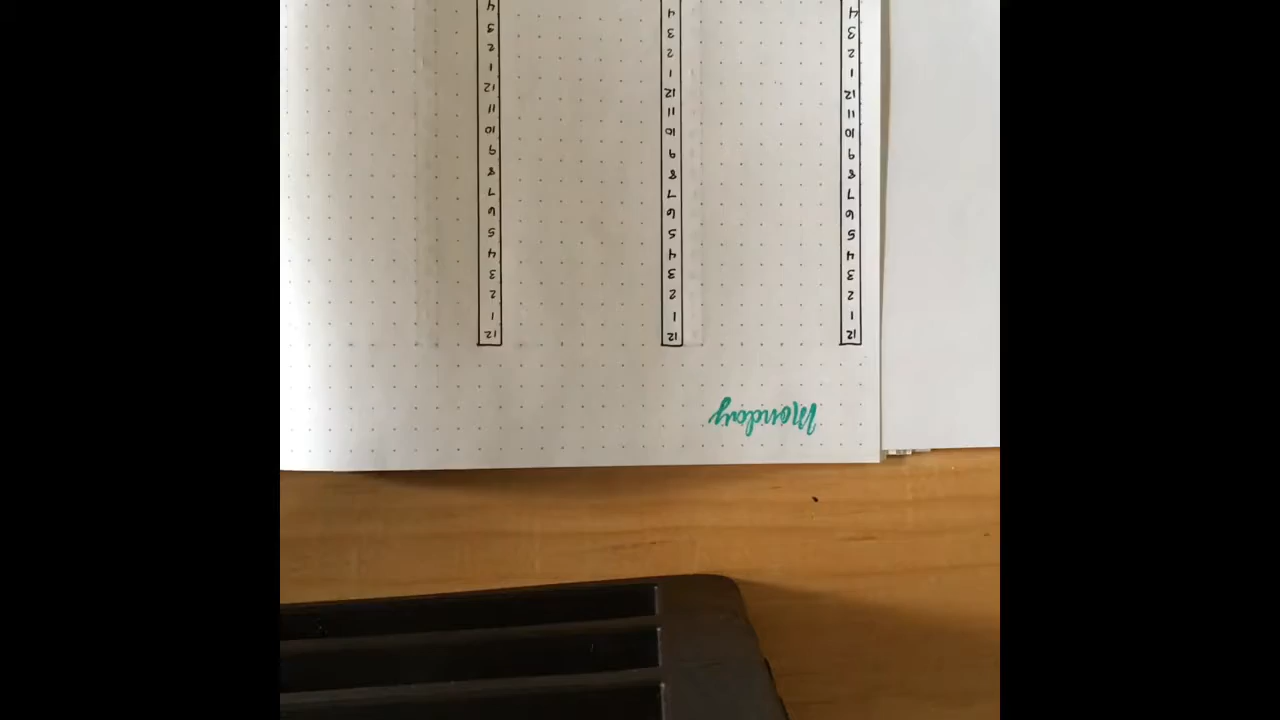 Monday
12 12 12
1 1 1
2 2 2
3 3 3
4 4 4
5 5 5
6 6 6
7 7 7
8 8 8
9 9 9
10 10 10
11 11 11
12 12 12
1 1 1
2 2 2
3 3 3
4 4 4